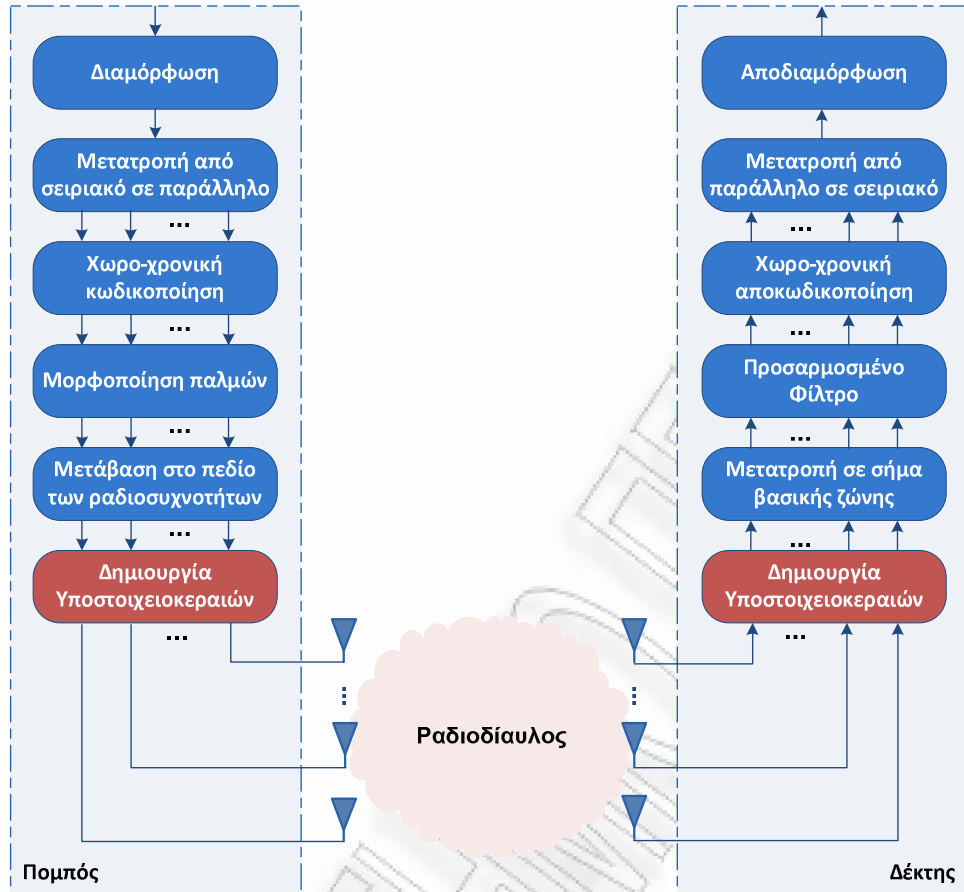 Διαμόρφωση
Μετατροπή από
σειριακό σε παράλληλο
...
Χωρο-χρονική
κωδικοποίηση
...
Μορφοποίηση παλμών
...
Μετάβαση στο πεδίο
των ραδιοσυχνοτήτων
...
Δημιουργία
Υποστοιχειοκεραιών
...
Πομπός
Ραδιοδίαυλος
Αποδιαμόρφωση
Μετατροπή από
παράλληλο σε σειριακό
...
Χωρο-χρονική
αποκωδικοποίηση
...
Προσαρμοσμένο
Φίλτρο
...
Μετατροπή σε σήμα
βασικής ζώνης
...
Δημιουργία
Υποστοιχειοκεραιών
...
Δέκτης